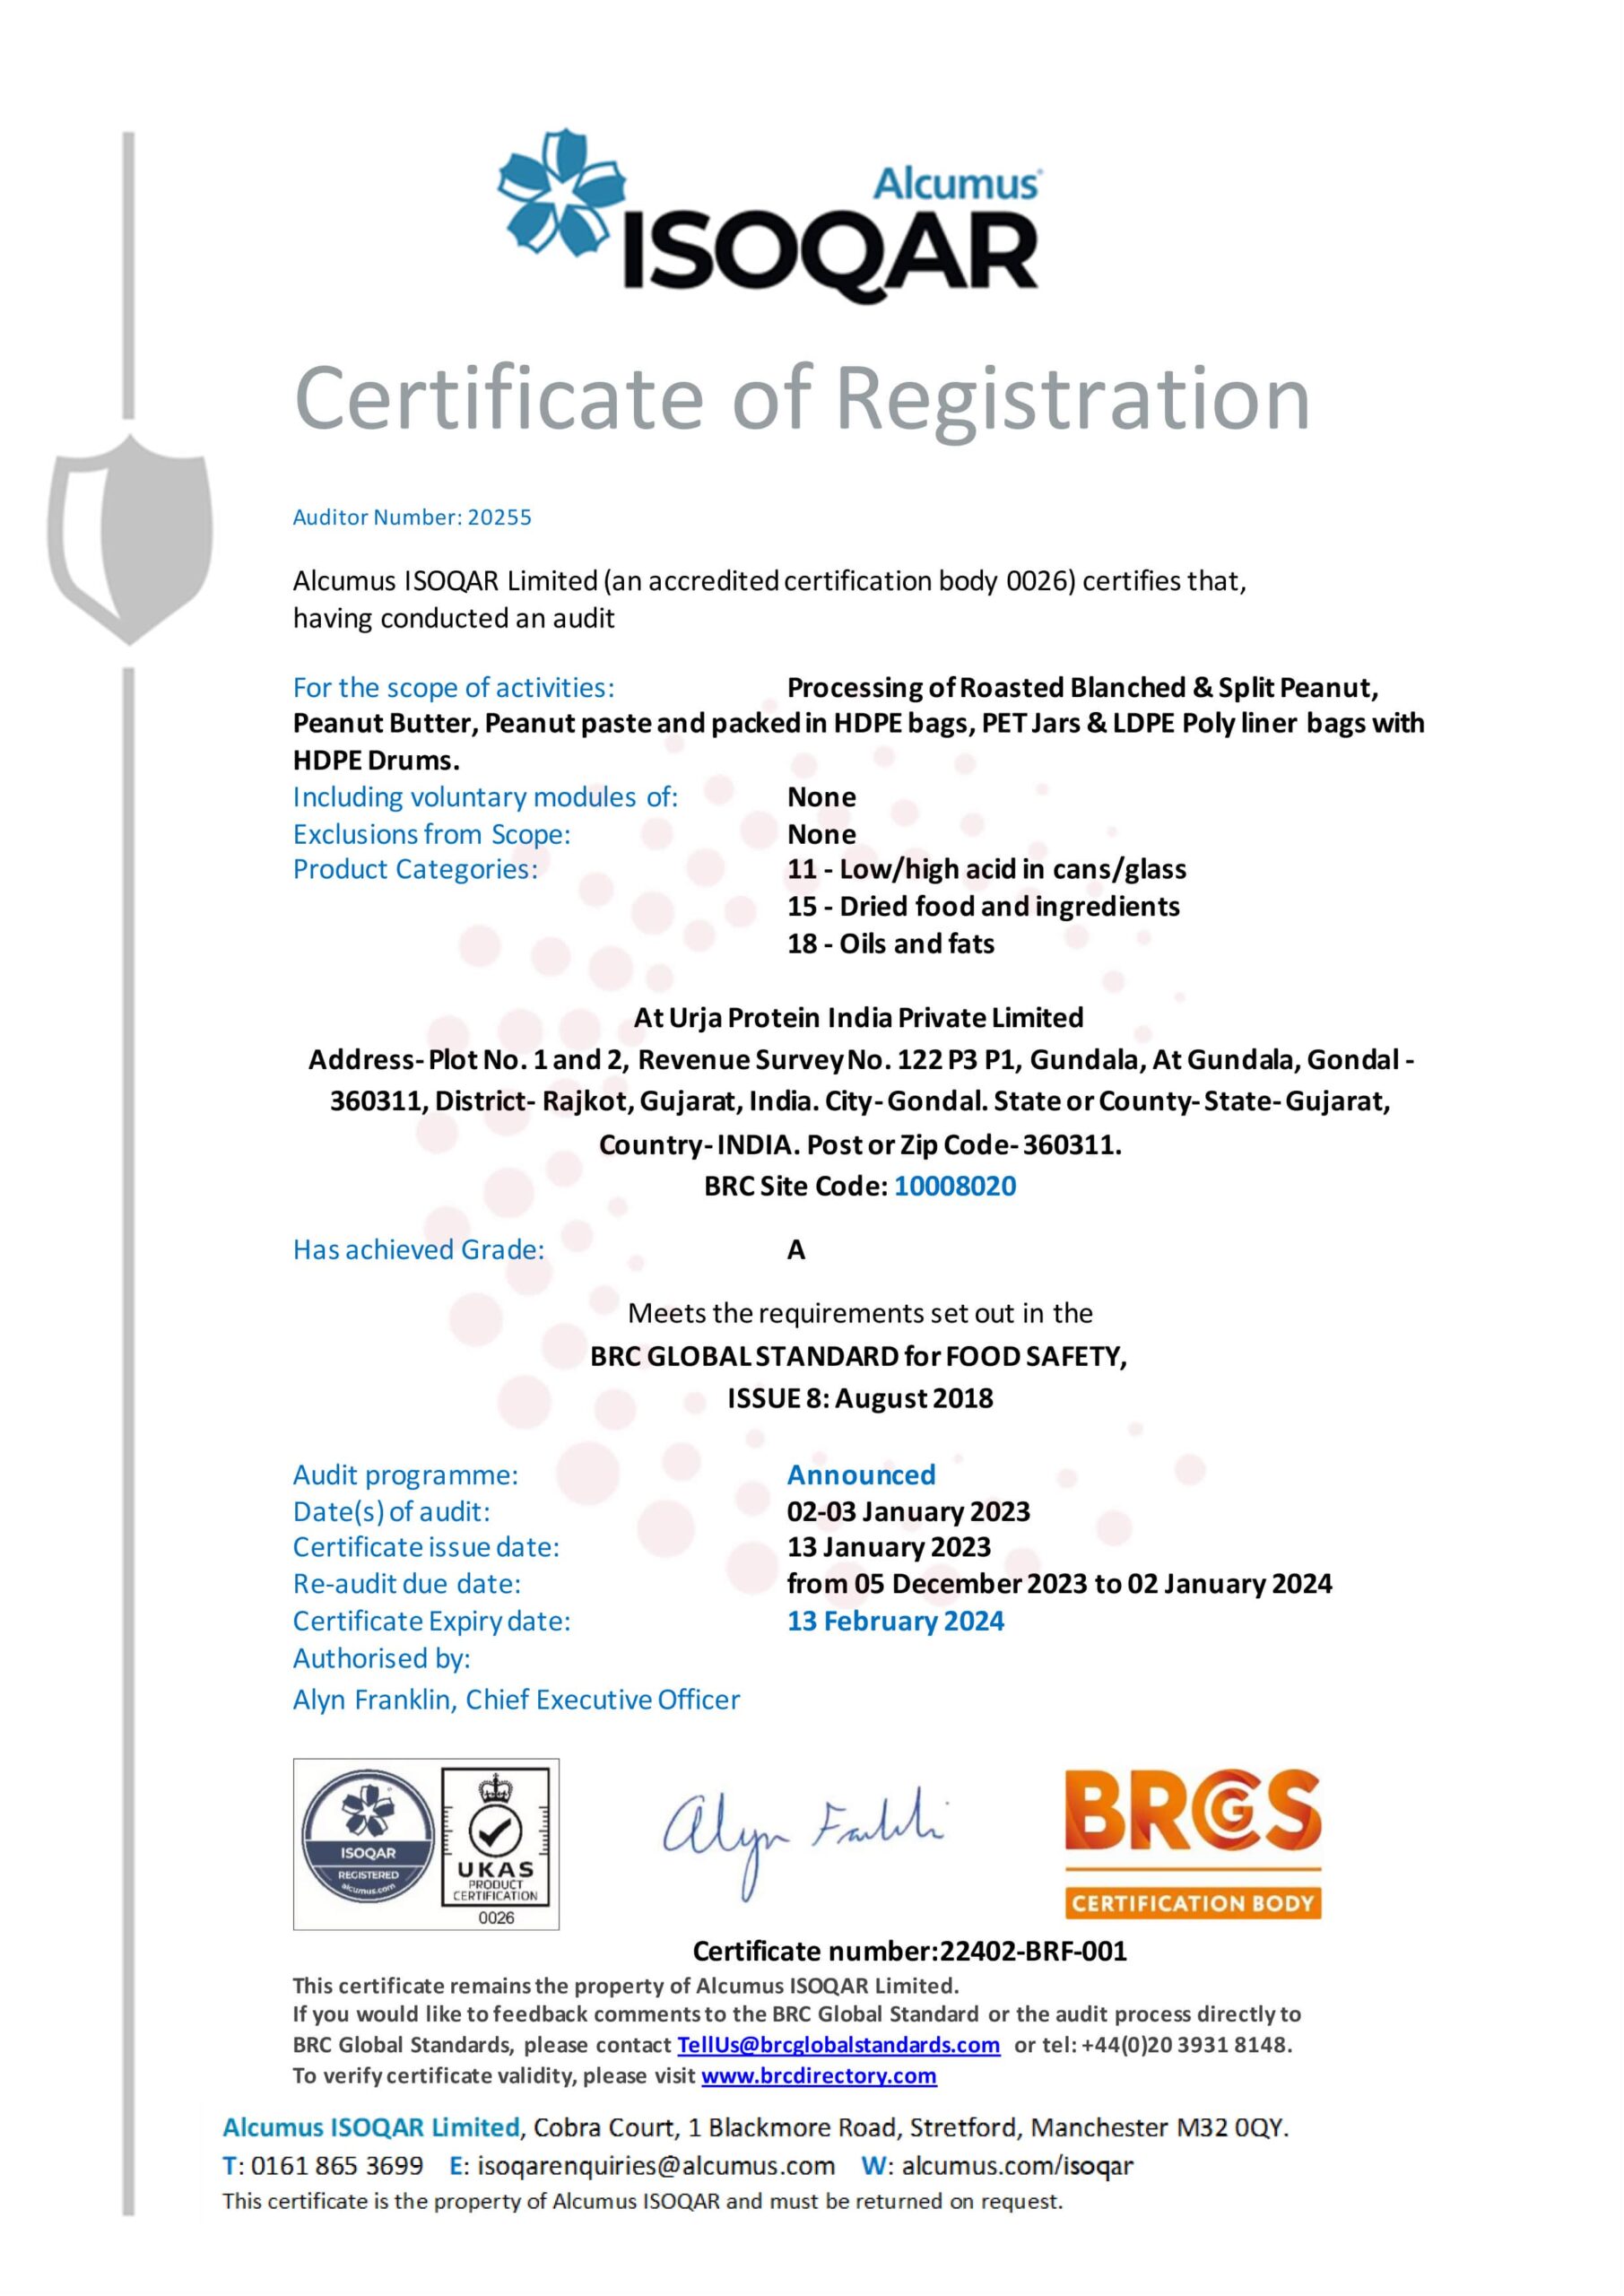 Alcumus
ISOQAR
Certificate of Registration
Auditor Number: 20255
Alcumus ISOQAR Limited (an accredited certification body 0026) certifies that,
having conducted an audit
For the scope of activities: Processing of Roasted Blanched & Split Peanut,
Peanut Butter, Peanut paste and packed in HDPE bags, PET Jars & LDPE Poly liner bags with
HDPE Drums.
Including voluntary modules of: None
Exclusions from Scope: None
Product Categories: 11 - Low/high acid in cans/glass
15 - Dried food and ingredients
18 - Oils and fats
At Urja Protein India Private Limited
Address- Plot No. 1 and 2, Revenue Survey No. 122 P3 P1, Gundala, At Gundala, Gondal -
360311, District- Rajkot, Gujarat, India. City- Gondal. State or County- State- Gujarat,
Country- INDIA. Post or Zip Code- 360311.
BRC Site Code: 10008020
Has achieved Grade: A
Meets the requirements set out in the
BRC GLOBAL STANDARD for FOOD SAFETY,
ISSUE 8: August 2018
Audit programme: Announced
Date(s) of audit: 02-03 January 2023
Certificate issue date: 13 January 2023
Re-audit due date: from 05 December 2023 to 02 January 2024
Certificate Expiry date: 13 February 2024
Authorised by:
Alyn Franklin, Chief Executive Officer
ISOQAR
REGISTERED
alcumus.com
UKAS
PRODUCT
CERTIFICATION
0026
BRCGS
CERTIFICATION BODY
Certificate number:22402-BRF-001
This certificate remains the property of Alcumus ISOQAR Limited.
If you would like to feedback comments to the BRC Global Standard or the audit process directly to
BRC Global Standards, please contact TellUs@brcglobalstandards.com or tel: +44(0)20 3931 8148.
To verify certificate validity, please visit www.brcdirectory.com
Alcumus ISOQAR Limited, Cobra Court, 1 Blackmore Road, Stretford, Manchester M32 0QY.
T: 0161 865 3699 E: isoqarenquiries@alcumus.com W: alcumus.com/isoqar
This certificate is the property of Alcumus ISOQAR and must be returned on request.